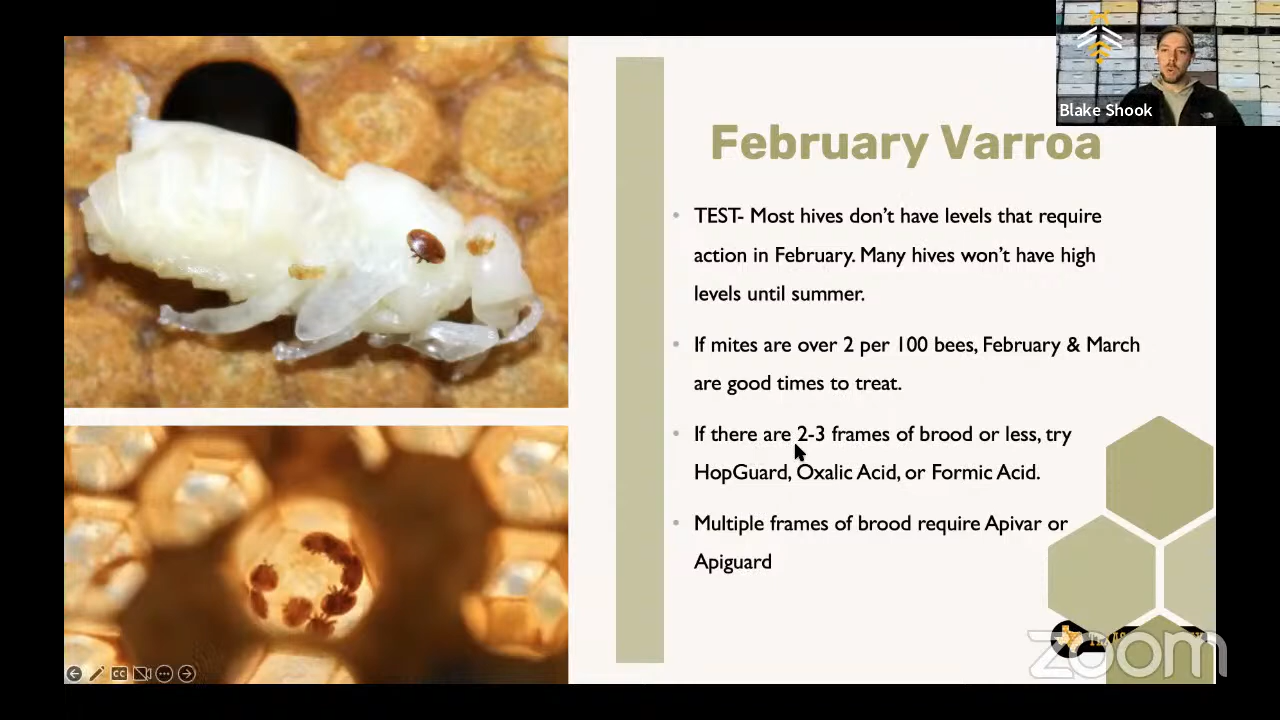 Blake Shook
February Varroa
TEST- Most hives don't have levels that require
action in February. Many hives won't have high
levels until summer.
If mites are over 2 per 100 bees, February & March
are good times to treat.
If there are 2-3 frames of brood or less, try
HopGuard, Oxalic Acid, or Formic Acid.
Multiple frames of brood require Apivar or
Apiguard
CC
zoom